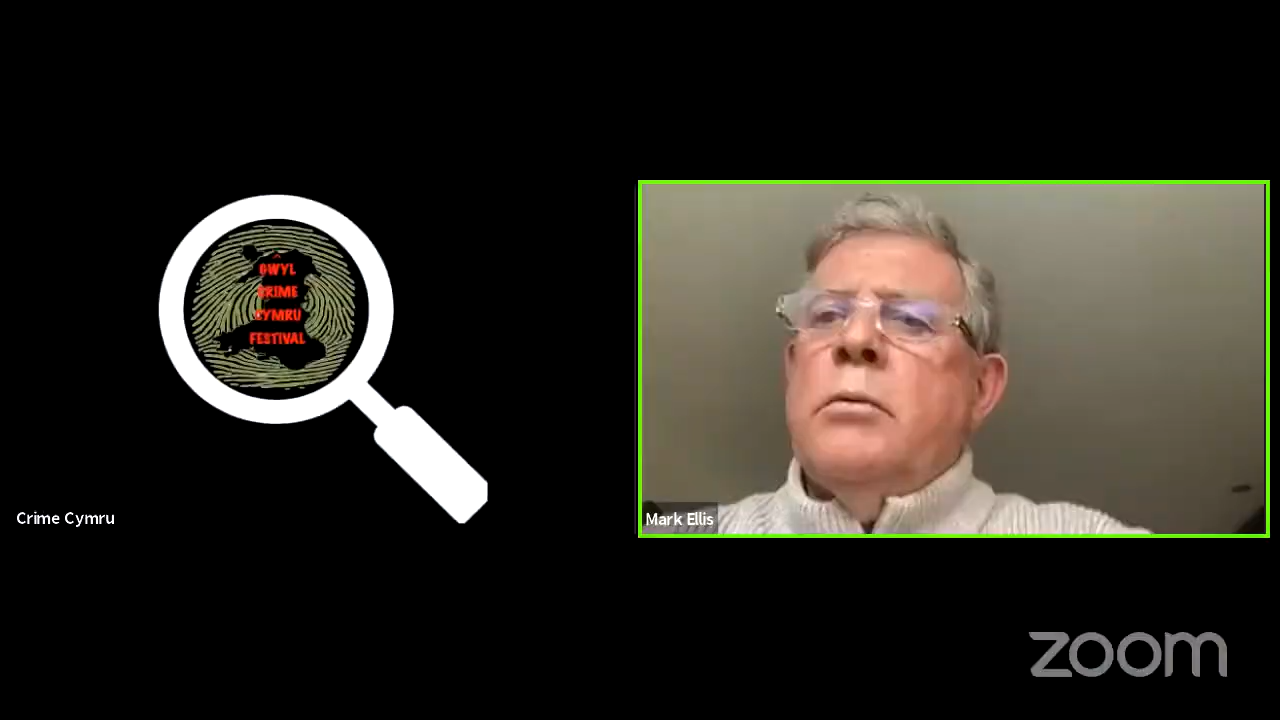 GWYL
CRIME
CYMRU
FESTIVAL
Crime Cymru
Mark Ellis
zoom